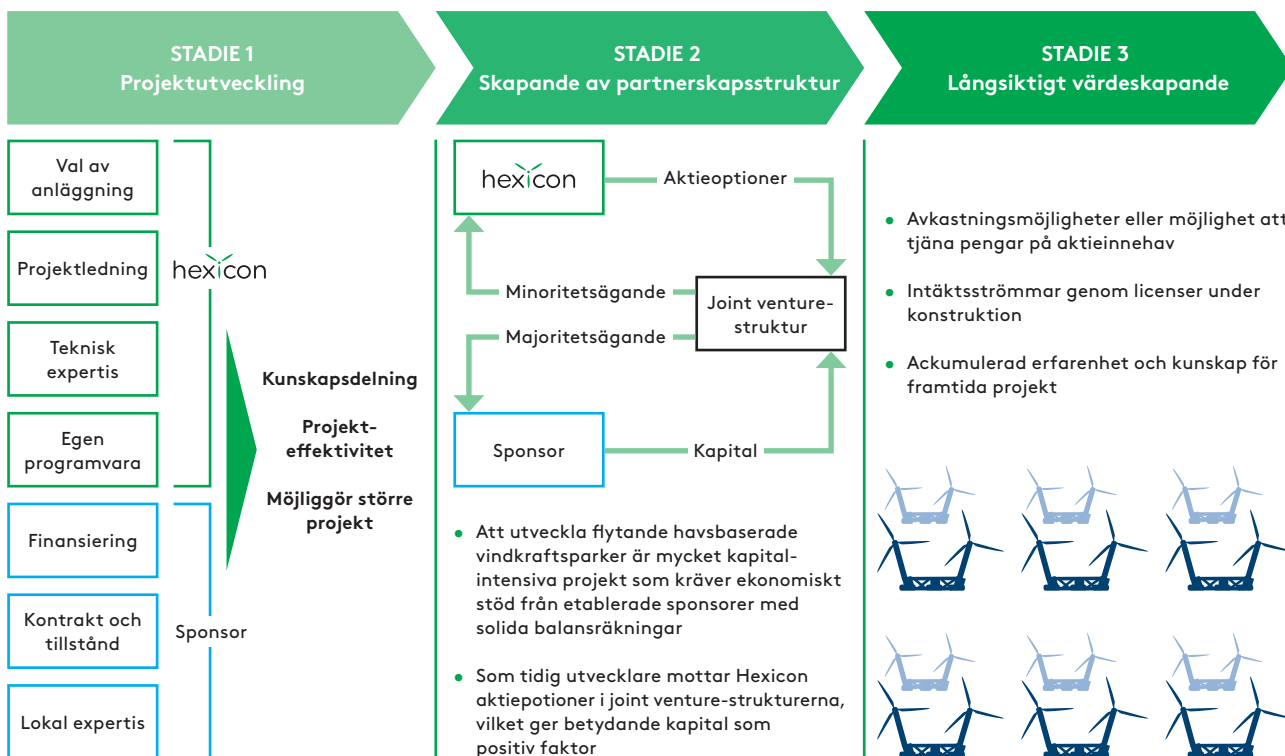 STADIE 1
Projektutveckling
STADIE 2
Skapande av partnerskapsstruktur
STADIE 3
Långsiktigt värdeskapande
Val av
anläggning
Projektledning
Teknisk
expertis
Egen
programvara
Finansiering
Kontrakt och
tillstånd
Lokal expertis
hexicon
Sponsor
Kunskapsdelning
Projekt-
effektivitet
Möjliggör större
projekt
hexicon
Aktieoptioner
Minoritetsägande
Majoritetsägande
Joint venture-
struktur
Sponsor
Kapital
• Att utveckla flytande havsbaserade
vindkraftsparker är mycket kapital-
intensiva projekt som kräver ekonomiskt
stöd från etablerade sponsorer med
solida balansräkningar
• Som tidig utvecklare mottar Hexicon
aktiepotioner i joint venture-strukturerna,
vilket ger betydande kapital som
positiv faktor
• Avkastningsmöjligheter eller möjlighet att
tjäna pengar på aktieinnehav
• Intäktsströmmar genom licenser under
konstruktion
• Ackumulerad erfarenhet och kunskap för
framtida projekt